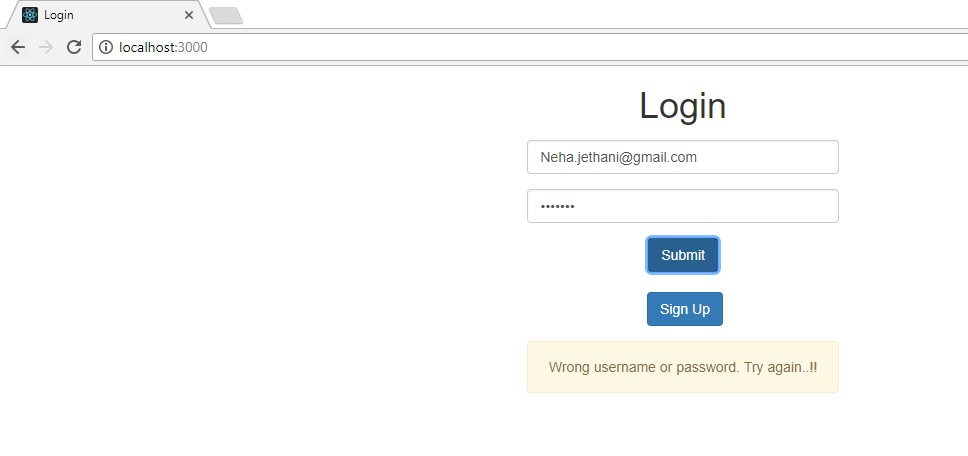 Login
localhost:3000
Login
Neha.jethani@gmail.com
•••••••
Submit
Sign Up
Wrong username or password. Try again..!!